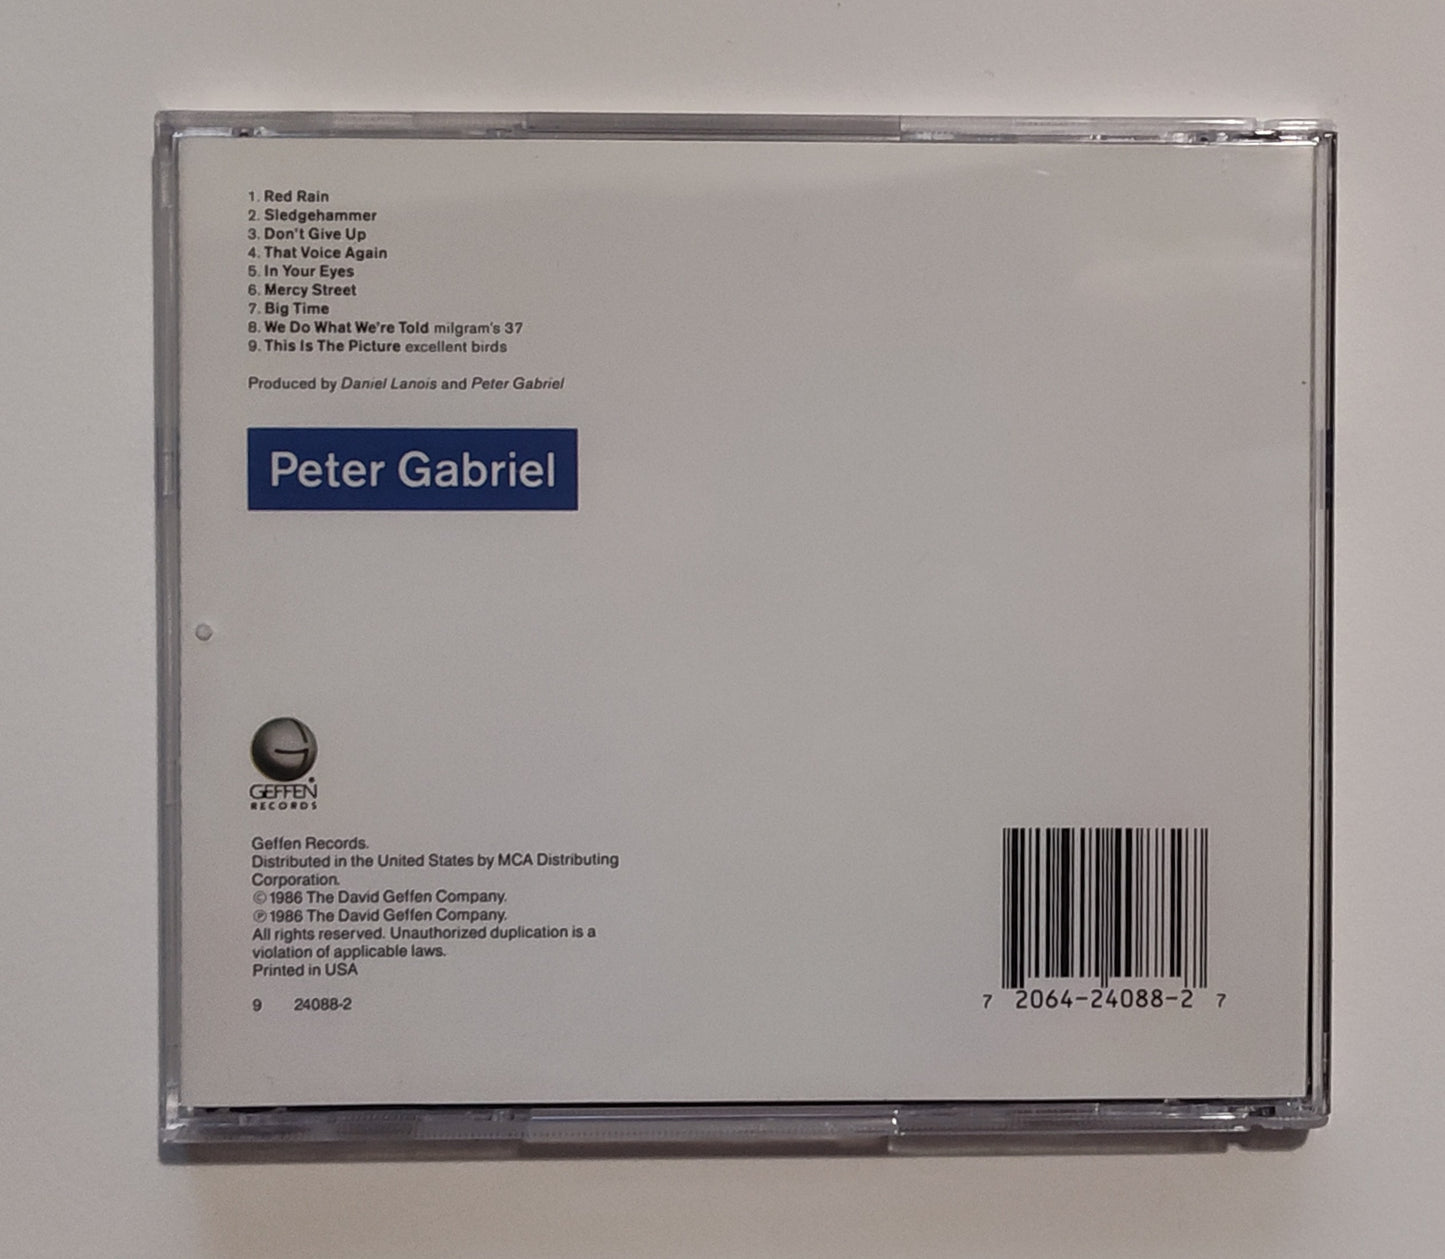 1. Red Rain
2. Sledgehammer
3. Don't Give Up
4. That Voice Again
5. In Your Eyes
6. Mercy Street
7. Big Time
8. We Do What We're Told milgram's 37
9. This Is The Picture excellent birds
Produced by Daniel Lanois and Peter Gabriel
Peter Gabriel
GEFFEN
RECORDS
Geffen Records.
Distributed in the United States by MCA Distributing
Corporation.
© 1986 The David Geffen Company.
℗ 1986 The David Geffen Company.
All rights reserved. Unauthorized duplication is a
violation of applicable laws.
Printed in USA
9 24088-2
7 2064-24088-2 7